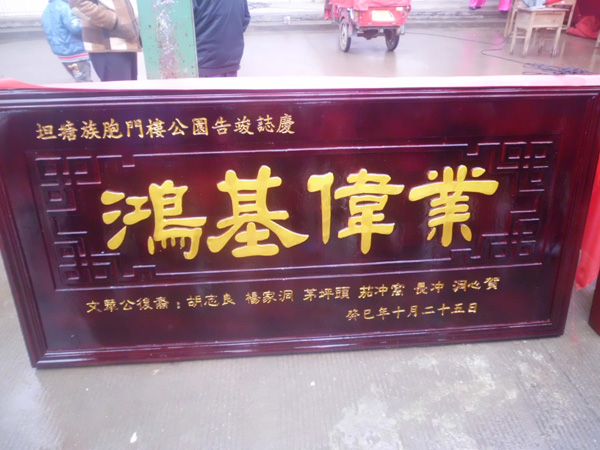 坦塘族胞門樓公園告竣誌慶
鴻基偉業
文華公後裔：胡志良 楊家洞 茅坪頭 茄冲窩 長冲 洞心賀
癸巳年十月二十五日